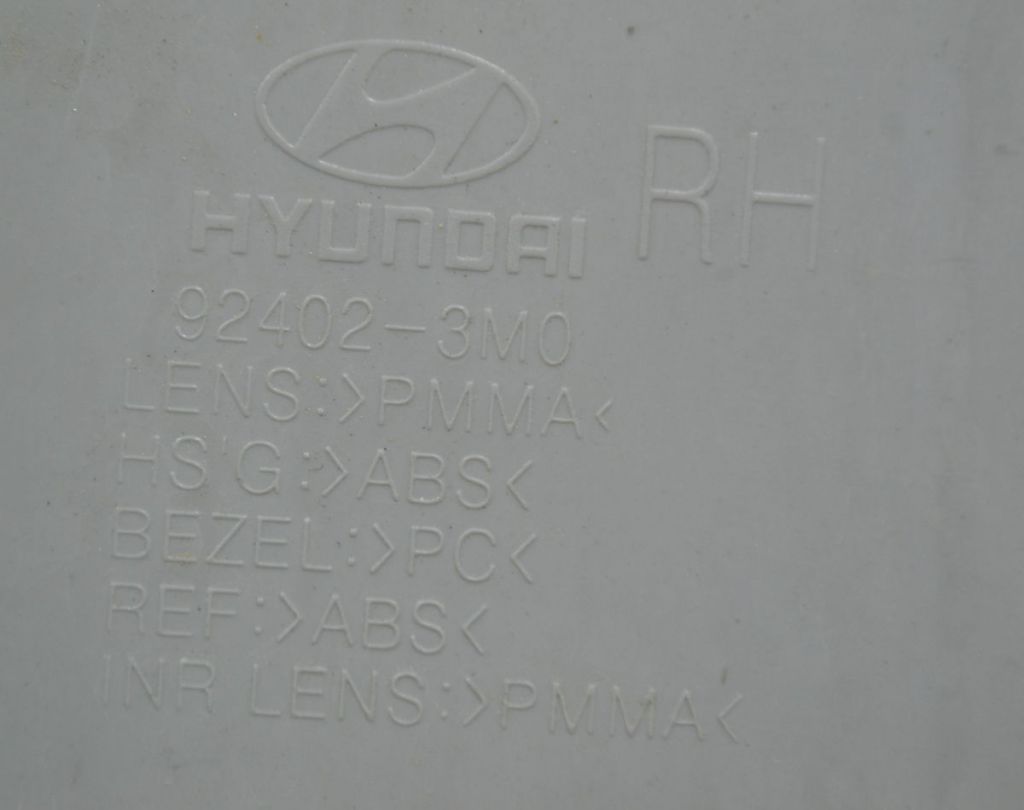 HYUNDAI
RH
92402-3M0
LENS:>PMMA<
HS'G:>ABS<
BEZEL:>PC<
REF:>ABS<
INR LENS:>PMMA<